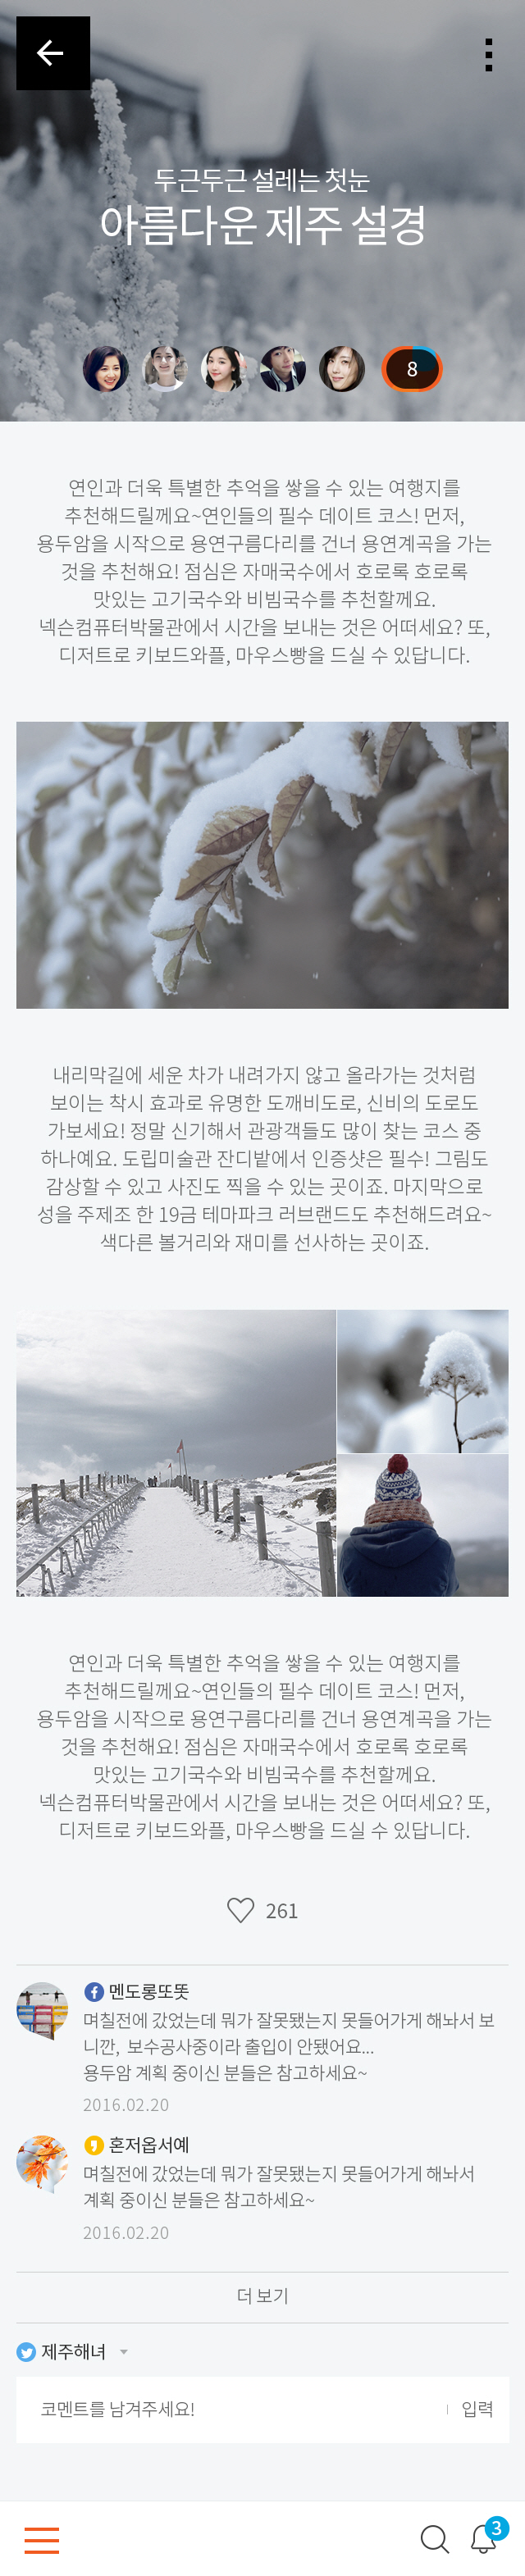 두근두근 설레는 첫눈
아름다운 제주 설경
8
연인과 더욱 특별한 추억을 쌓을 수 있는 여행지를
추천해드릴께요~연인들의 필수 데이트 코스! 먼저,
용두암을 시작으로 용연구름다리를 건너 용연계곡을 가는
것을 추천해요! 점심은 자매국수에서 호로록 호로록
맛있는 고기국수와 비빔국수를 추천할께요.
넥슨컴퓨터박물관에서 시간을 보내는 것은 어떠세요? 또,
디저트로 키보드와플, 마우스빵을 드실 수 있답니다.
내리막길에 세운 차가 내려가지 않고 올라가는 것처럼
보이는 착시 효과로 유명한 도깨비도로, 신비의 도로도
가보세요! 정말 신기해서 관광객들도 많이 찾는 코스 중
하나예요. 도립미술관 잔디밭에서 인증샷은 필수! 그림도
감상할 수 있고 사진도 찍을 수 있는 곳이죠. 마지막으로
성을 주제조 한 19금 테마파크 러브랜드도 추천해드려요~
색다른 볼거리와 재미를 선사하는 곳이죠.
연인과 더욱 특별한 추억을 쌓을 수 있는 여행지를
추천해드릴께요~연인들의 필수 데이트 코스! 먼저,
용두암을 시작으로 용연구름다리를 건너 용연계곡을 가는
것을 추천해요! 점심은 자매국수에서 호로록 호로록
맛있는 고기국수와 비빔국수를 추천할께요.
넥슨컴퓨터박물관에서 시간을 보내는 것은 어떠세요? 또,
디저트로 키보드와플, 마우스빵을 드실 수 있답니다.
261
멘도롱또똣
며칠전에 갔었는데 뭐가 잘못됐는지 못들어가게 해놔서 보
니깐, 보수공사중이라 출입이 안됐어요...
용두암 계획 중이신 분들은 참고하세요~
2016.02.20
혼저옵서예
며칠전에 갔었는데 뭐가 잘못됐는지 못들어가게 해놔서
계획 중이신 분들은 참고하세요~
2016.02.20
더 보기
제주해녀
코멘트를 남겨주세요! 입력
3